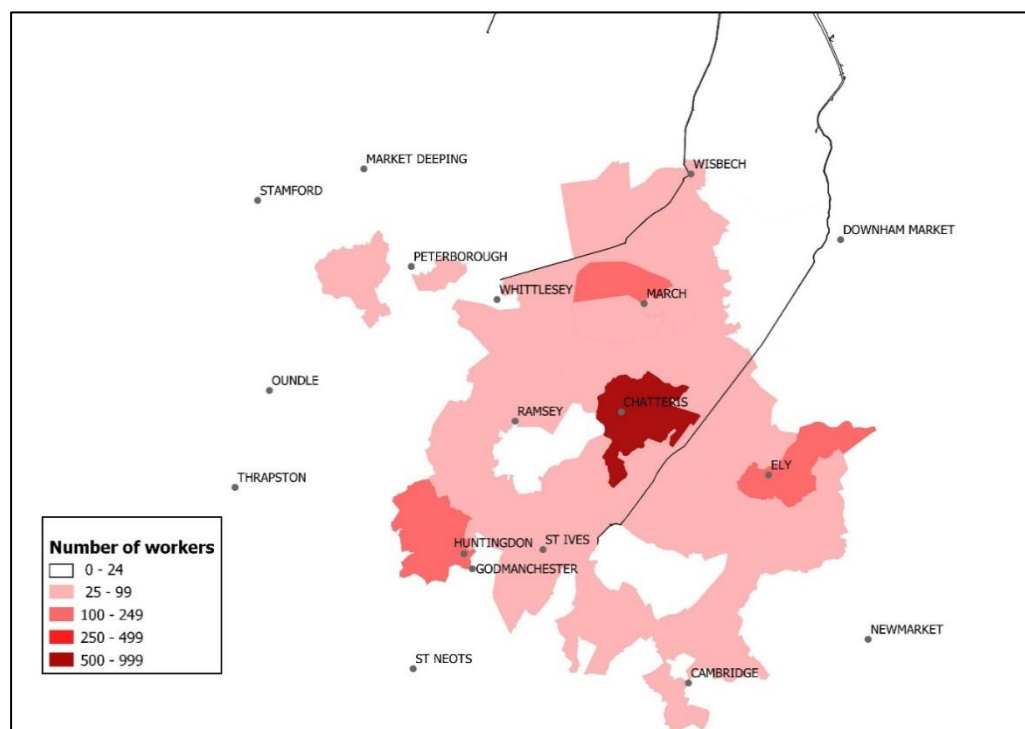 WISBECH
MARKET DEEPING
STAMFORD
DOWNHAM MARKET
PETERBOROUGH
WHITTLESEY
MARCH
OUNDLE
CHATTERIS
RAMSEY
ELY
THRAPSTON
HUNTINGDON
ST IVES
GODMANCHESTER
NEWMARKET
ST NEOTS
CAMBRIDGE
Number of workers
0 - 24
25 - 99
100 - 249
250 - 499
500 - 999